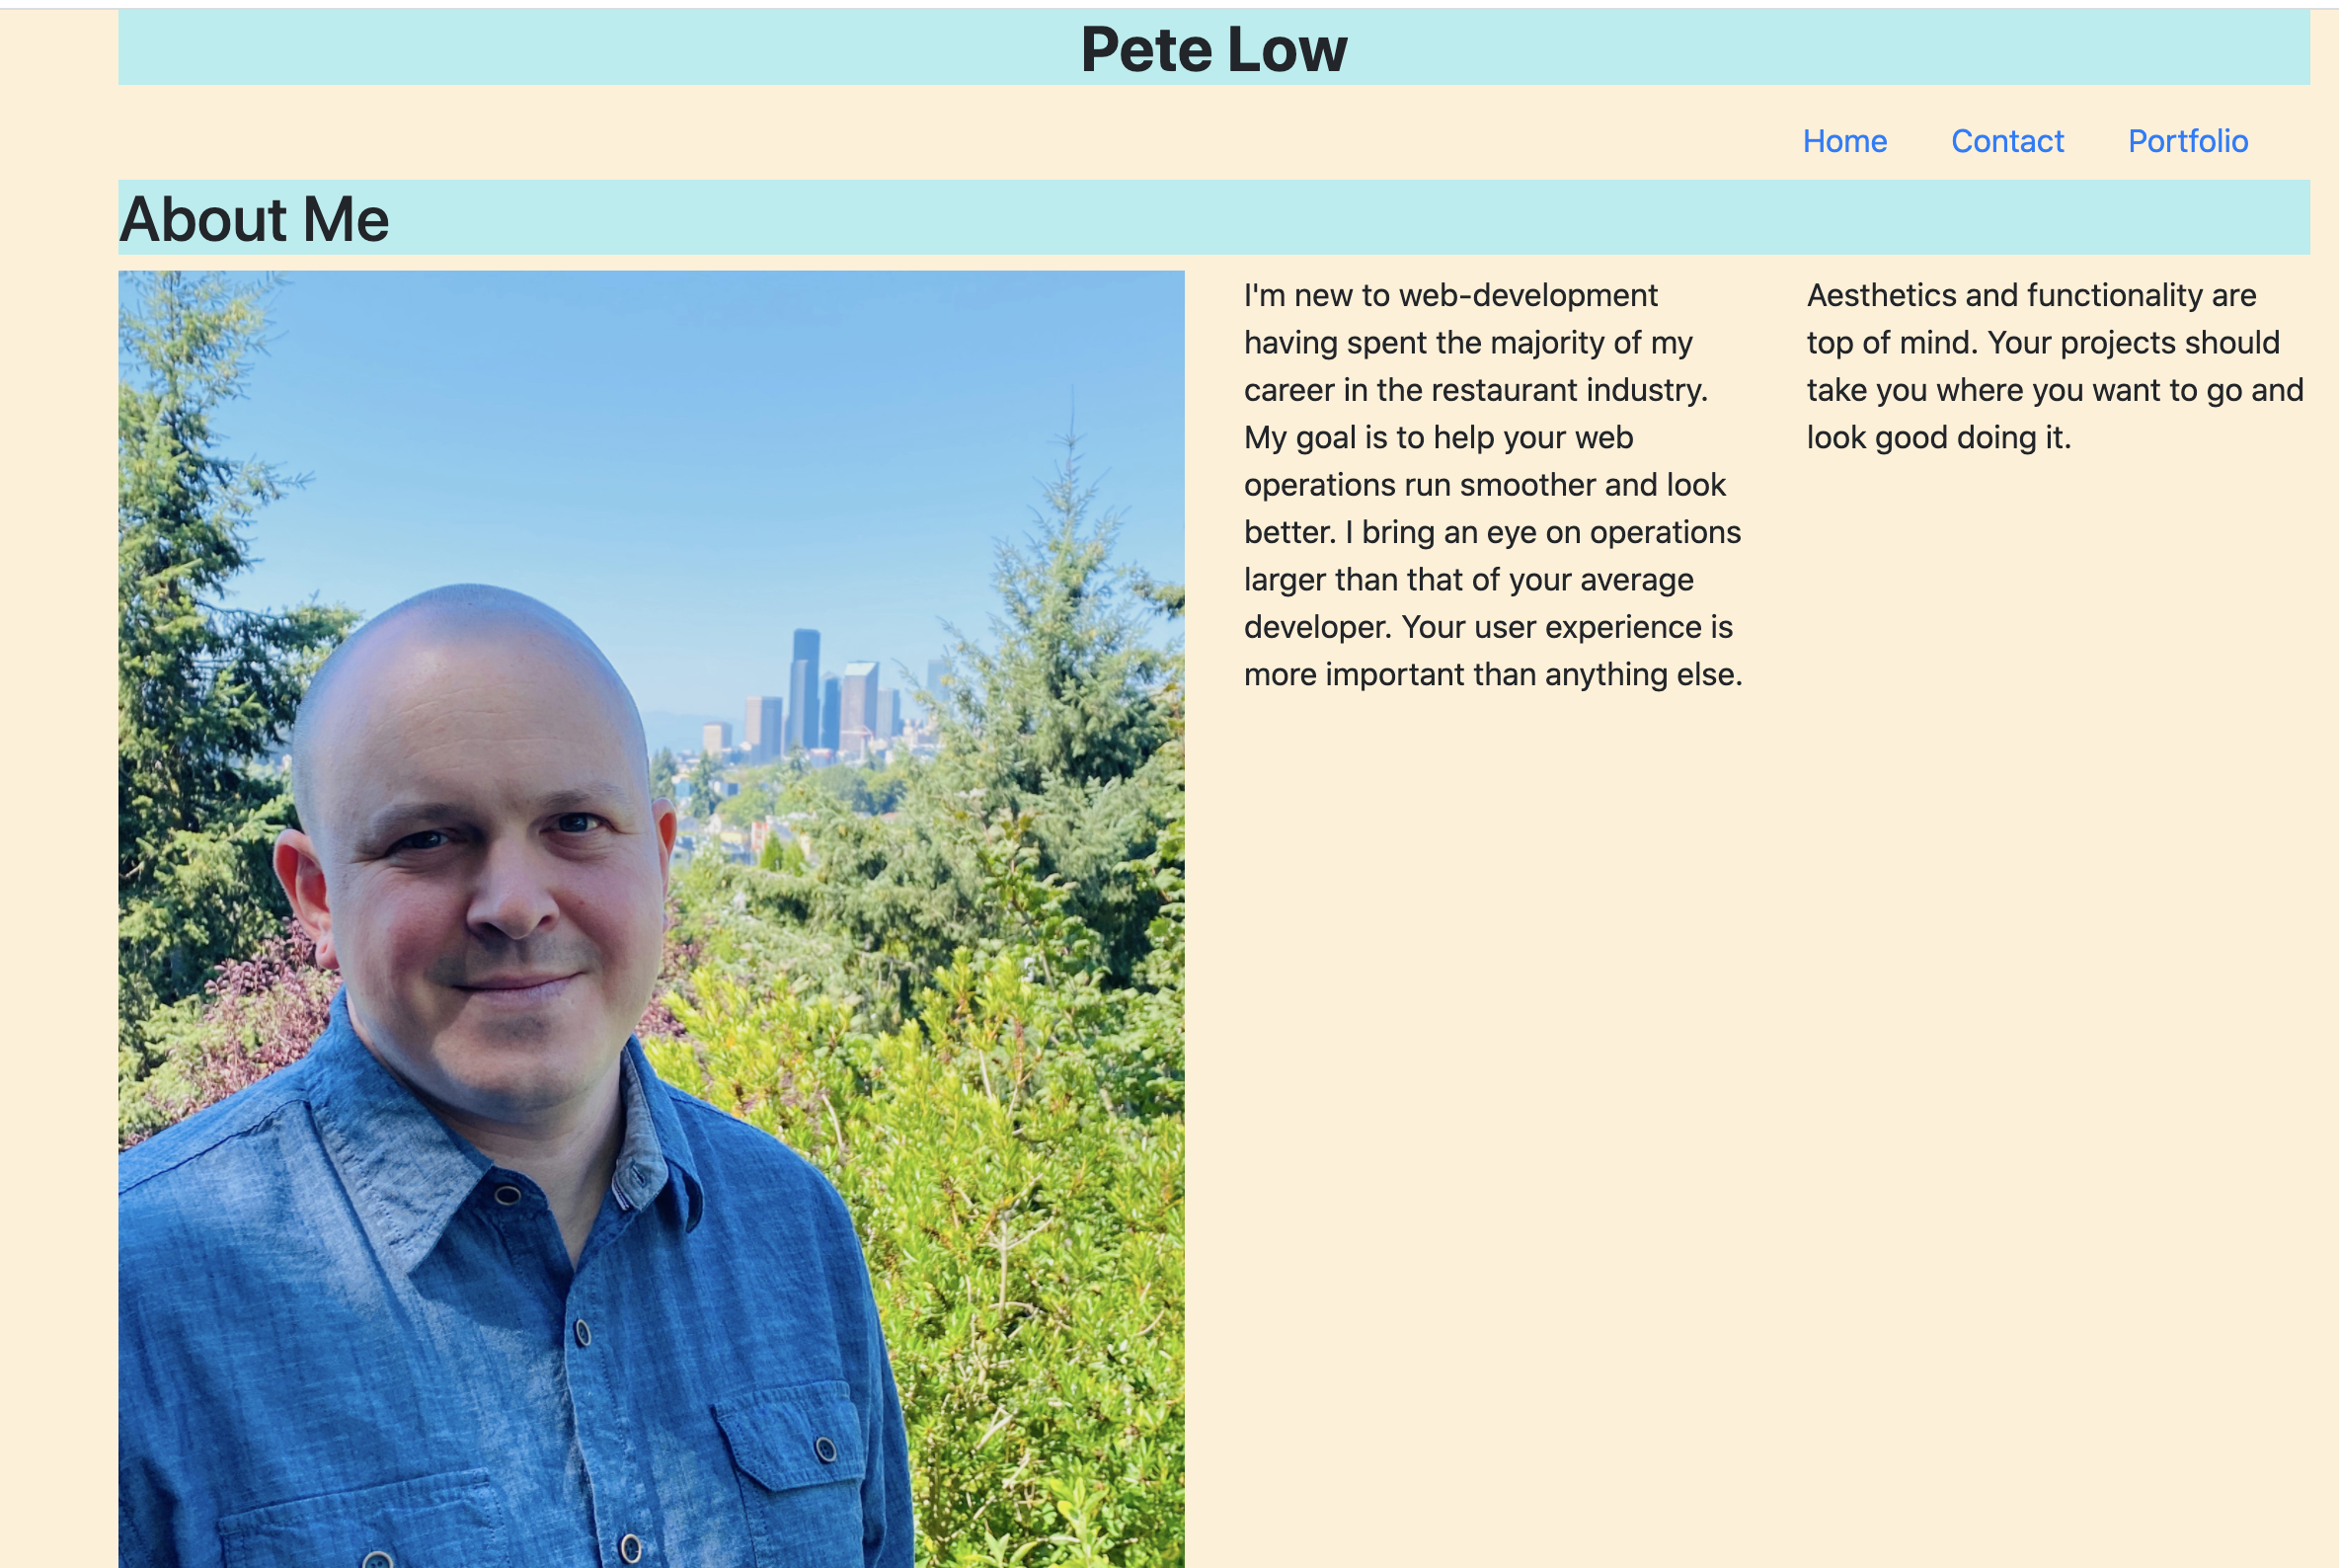 Pete Low
Home Contact Portfolio
About Me
I'm new to web-development
having spent the majority of my
career in the restaurant industry.
My goal is to help your web
operations run smoother and look
better. I bring an eye on operations
larger than that of your average
developer. Your user experience is
more important than anything else.
Aesthetics and functionality are
top of mind. Your projects should
take you where you want to go and
look good doing it.